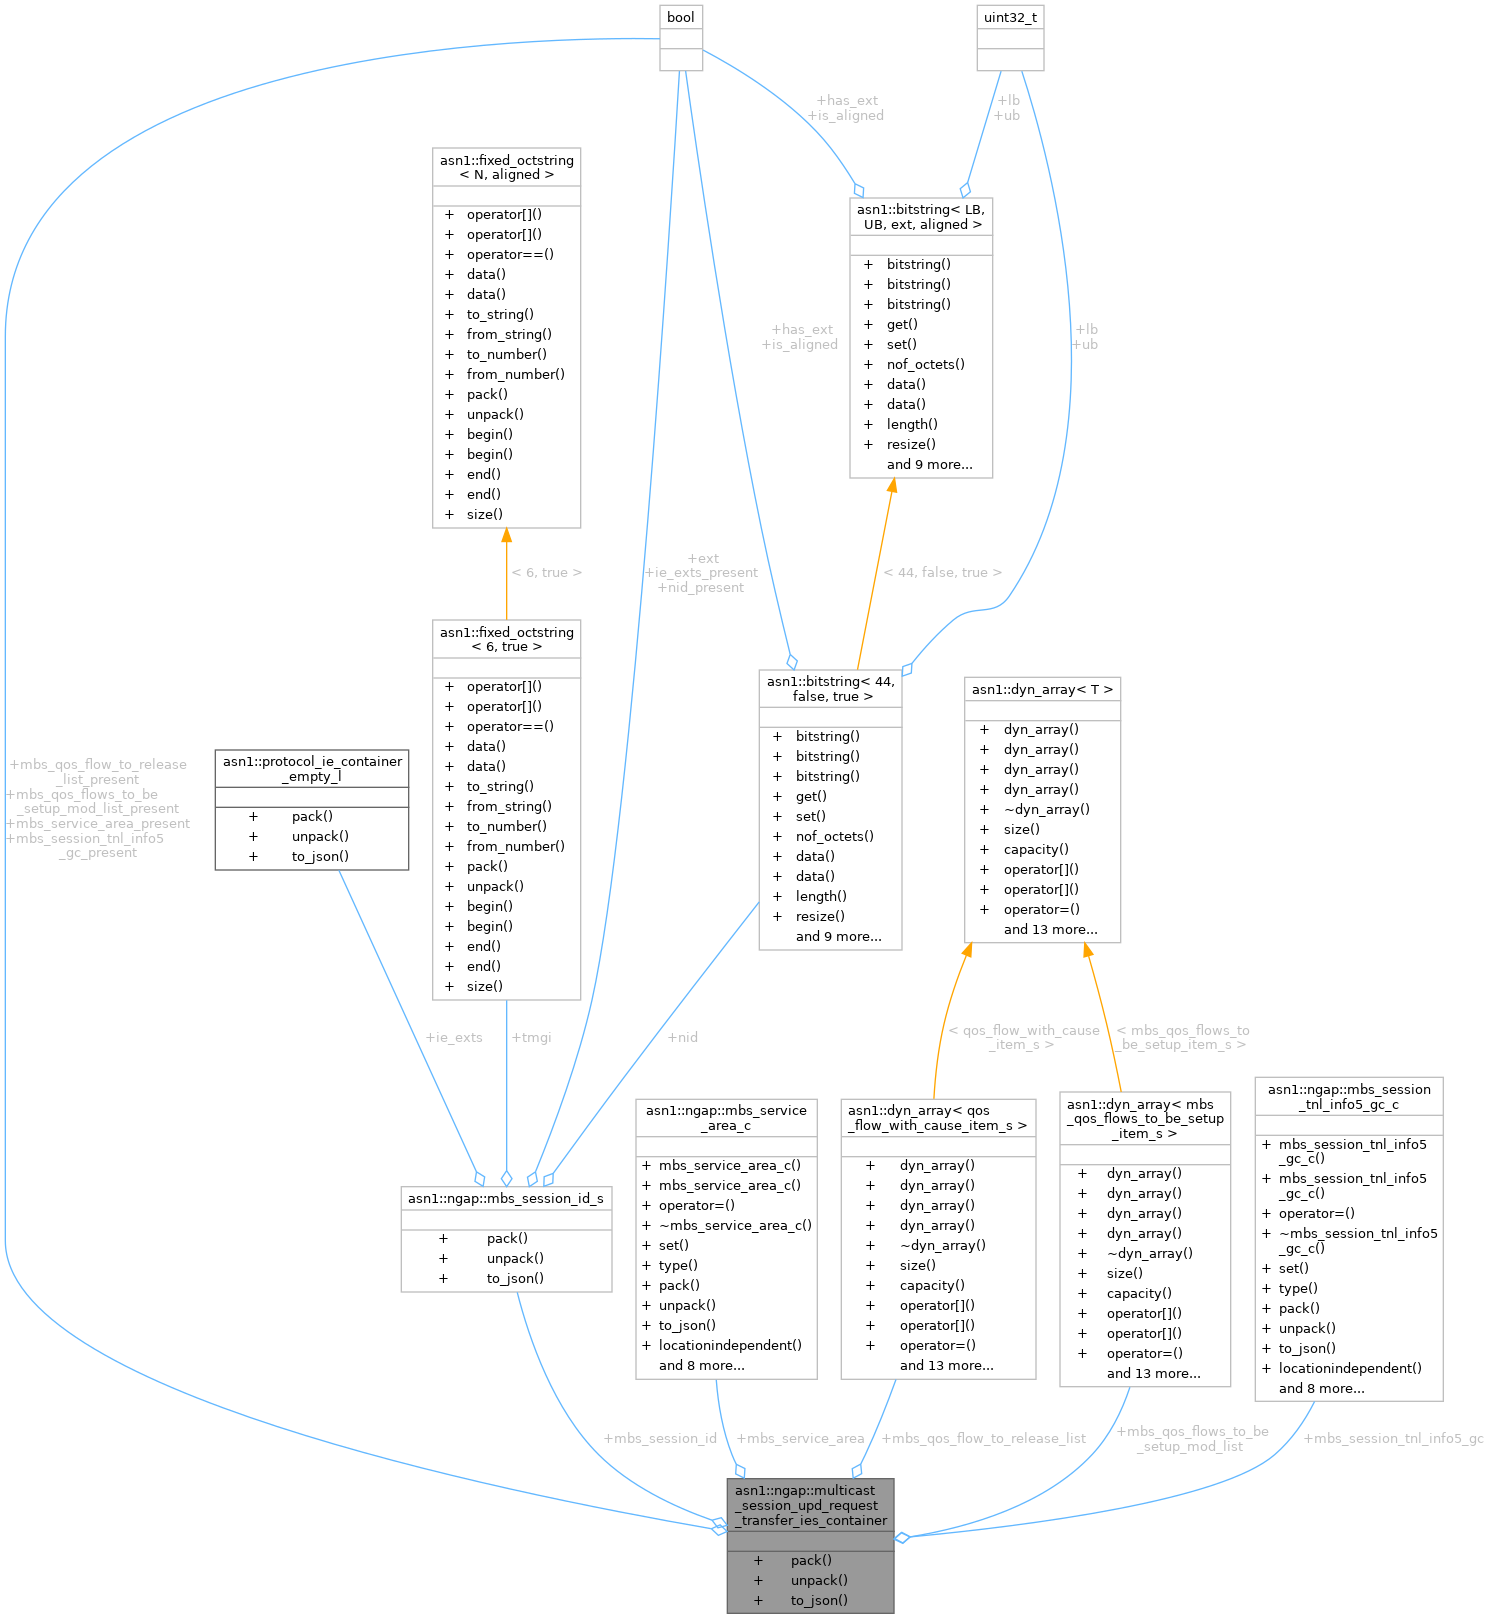 bool
uint32_t
+has_ext
+is_aligned
+lb
+ub
asn1::fixed_octstring
< N, aligned >
+ operator[]()
+ operator[]()
+ operator==()
+ data()
+ data()
+ to_string()
+ from_string()
+ to_number()
+ from_number()
+ pack()
+ unpack()
+ begin()
+ begin()
+ end()
+ end()
+ size()
asn1::bitstring< LB,
UB, ext, aligned >
+ bitstring()
+ bitstring()
+ bitstring()
+ get()
+ set()
+ nof_octets()
+ data()
+ data()
+ length()
+ resize()
and 9 more...
+has_ext
+is_aligned
+lb
+ub
+ext
+ie_exts_present
+nid_present
< 6, true >
< 44, false, true >
asn1::fixed_octstring
< 6, true >
+ operator[]()
+ operator[]()
+ operator==()
+ data()
+ data()
+ to_string()
+ from_string()
+ to_number()
+ from_number()
+ pack()
+ unpack()
+ begin()
+ begin()
+ end()
+ end()
+ size()
asn1::bitstring< 44,
false, true >
+ bitstring()
+ bitstring()
+ bitstring()
+ get()
+ set()
+ nof_octets()
+ data()
+ data()
+ length()
+ resize()
and 9 more...
asn1::dyn_array< T >
+ dyn_array()
+ dyn_array()
+ dyn_array()
+ dyn_array()
+ ~dyn_array()
+ size()
+ capacity()
+ operator[]()
+ operator[]()
+ operator=()
and 13 more...
+mbs_qos_flow_to_release
_list_present
+mbs_qos_flows_to_be
_setup_mod_list_present
+mbs_service_area_present
+mbs_session_tnl_info5
_gc_present
asn1::protocol_ie_container
_empty_l
+ pack()
+ unpack()
+ to_json()
+ie_exts
+tmgi
+nid
< qos_flow_with_cause
_item_s >
< mbs_qos_flows_to
_be_setup_item_s >
asn1::ngap::mbs_session_id_s
+ pack()
+ unpack()
+ to_json()
asn1::ngap::mbs_service
_area_c
+ mbs_service_area_c()
+ mbs_service_area_c()
+ operator=()
+ ~mbs_service_area_c()
+ set()
+ type()
+ pack()
+ unpack()
+ to_json()
+ locationindependent()
and 8 more...
asn1::dyn_array< qos
_flow_with_cause_item_s >
+ dyn_array()
+ dyn_array()
+ dyn_array()
+ dyn_array()
+ ~dyn_array()
+ size()
+ capacity()
+ operator[]()
+ operator[]()
+ operator=()
and 13 more...
asn1::dyn_array< mbs
_qos_flows_to_be_setup
_item_s >
+ dyn_array()
+ dyn_array()
+ dyn_array()
+ dyn_array()
+ ~dyn_array()
+ size()
+ capacity()
+ operator[]()
+ operator[]()
+ operator=()
and 13 more...
asn1::ngap::mbs_session
_tnl_info5_gc_c
+ mbs_session_tnl_info5
_gc_c()
+ mbs_session_tnl_info5
_gc_c()
+ operator=()
+ ~mbs_session_tnl_info5
_gc_c()
+ set()
+ type()
+ pack()
+ unpack()
+ to_json()
+ locationindependent()
and 8 more...
+mbs_session_id
+mbs_service_area
+mbs_qos_flow_to_release_list
+mbs_qos_flows_to_be
_setup_mod_list
+mbs_session_tnl_info5_gc
asn1::ngap::multicast
_session_upd_request
_transfer_ies_container
+ pack()
+ unpack()
+ to_json()